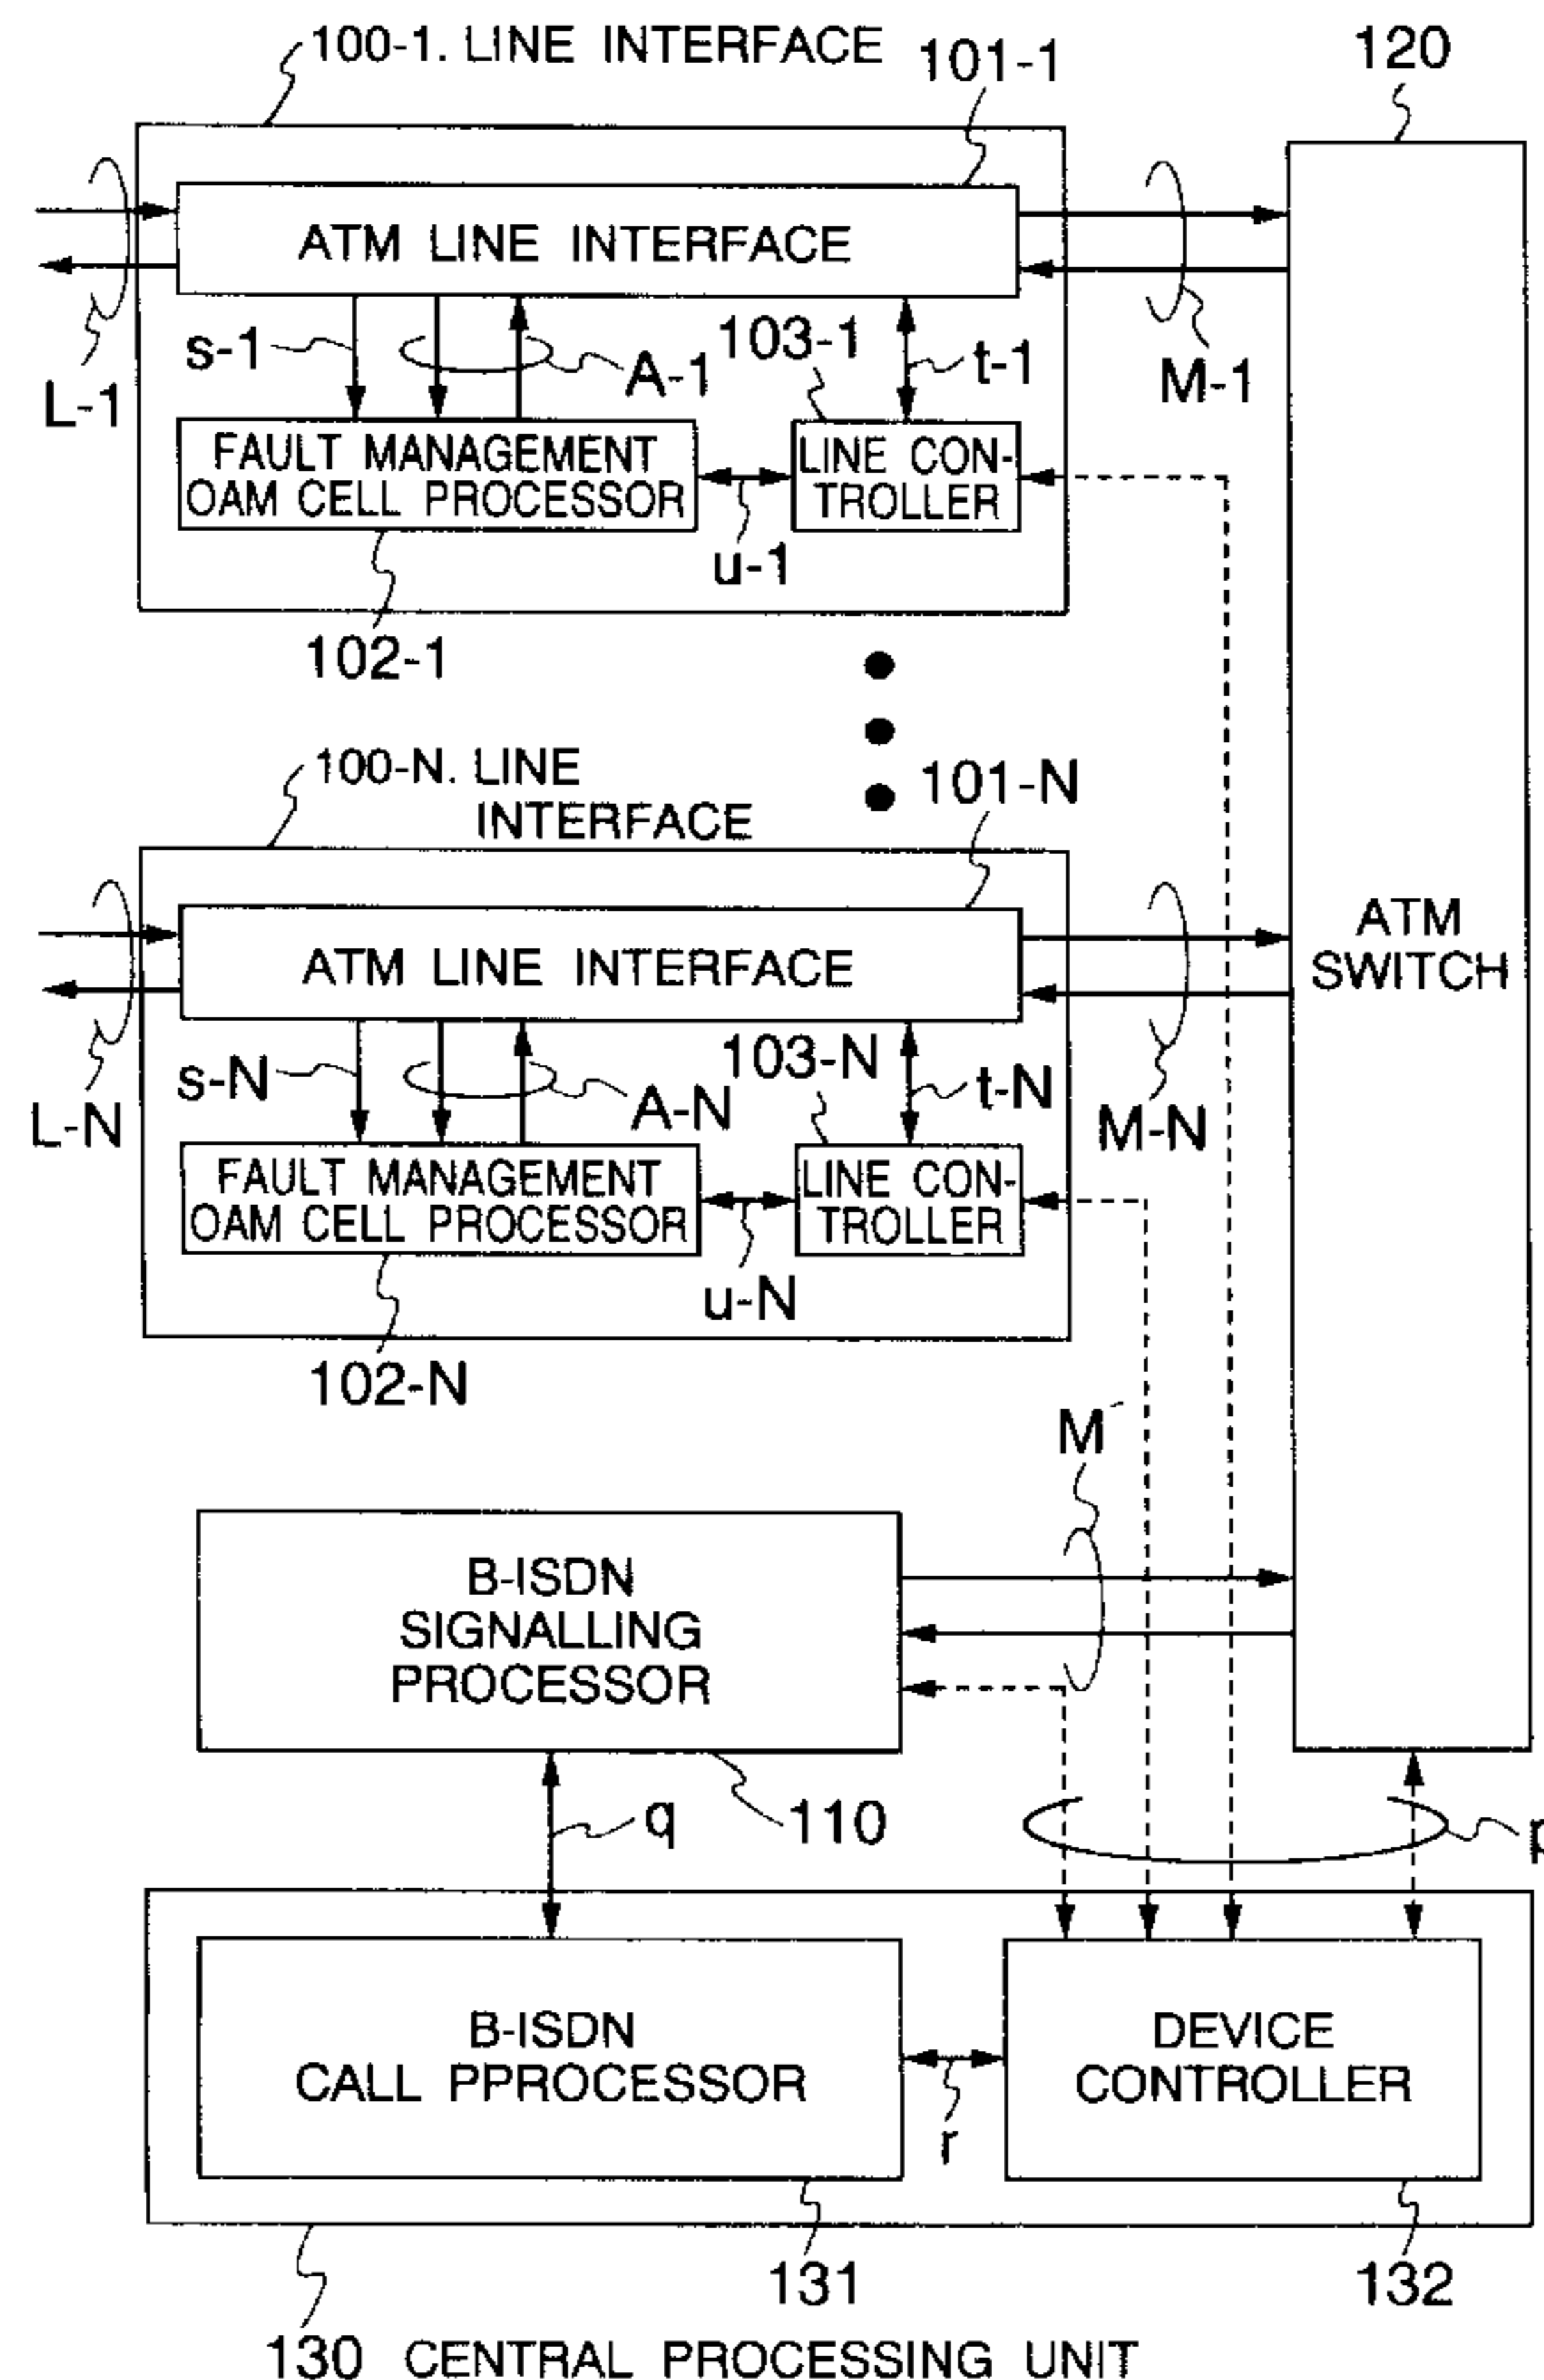 100-1. LINE INTERFACE
101-1
120
ATM LINE INTERFACE
L-1
s-1
A-1
103-1
t-1
M-1
FAULT MANAGEMENT
OAM CELL PROCESSOR
LINE CON-
TROLLER
u-1
102-1
100-N. LINE
INTERFACE
101-N
ATM LINE INTERFACE
ATM
SWITCH
L-N
s-N
A-N
103-N
t-N
M-N
FAULT MANAGEMENT
OAM CELL PROCESSOR
LINE CON-
TROLLER
u-N
102-N
M
B-ISDN
SIGNALLING
PROCESSOR
q
110
B-ISDN
CALL PPROCESSOR
DEVICE
CONTROLLER
r
131
132
130 CENTRAL PROCESSING UNIT